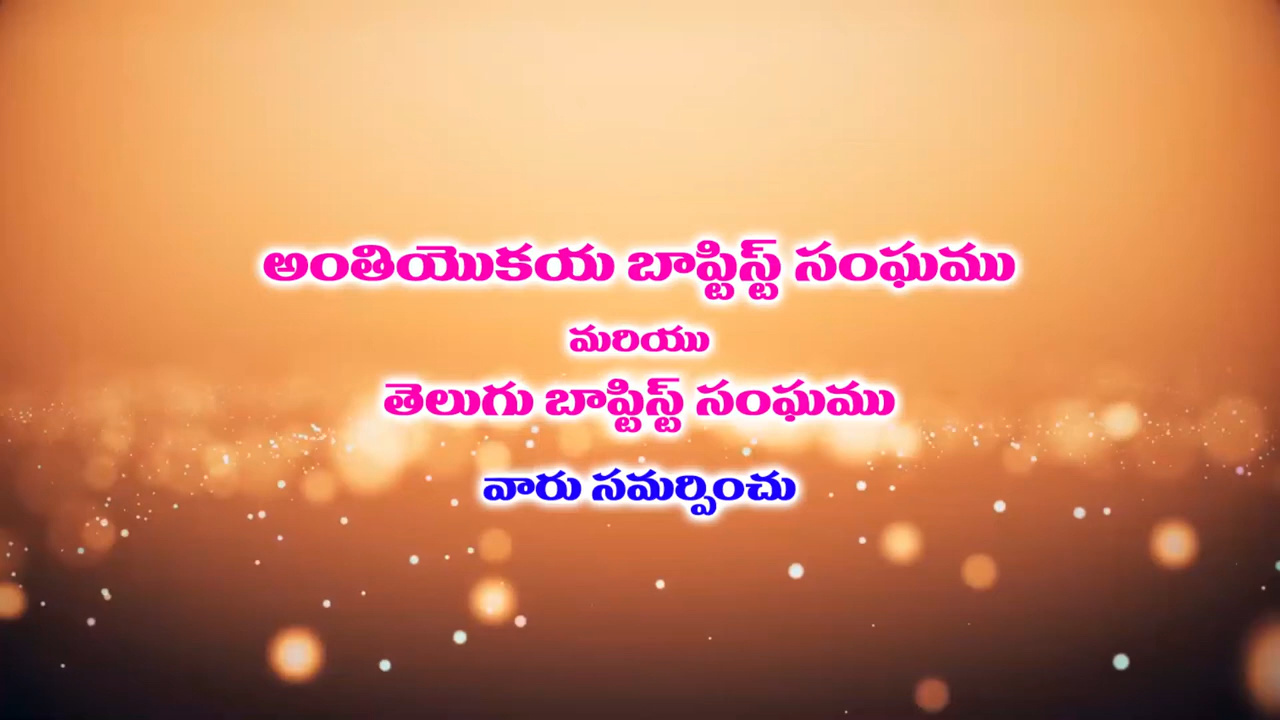 అంతియొకయ బాప్టిస్ట్ సంఘము
మరియు
తెలుగు బాప్టిస్ట్ సంఘము
వారు సమర్పించు